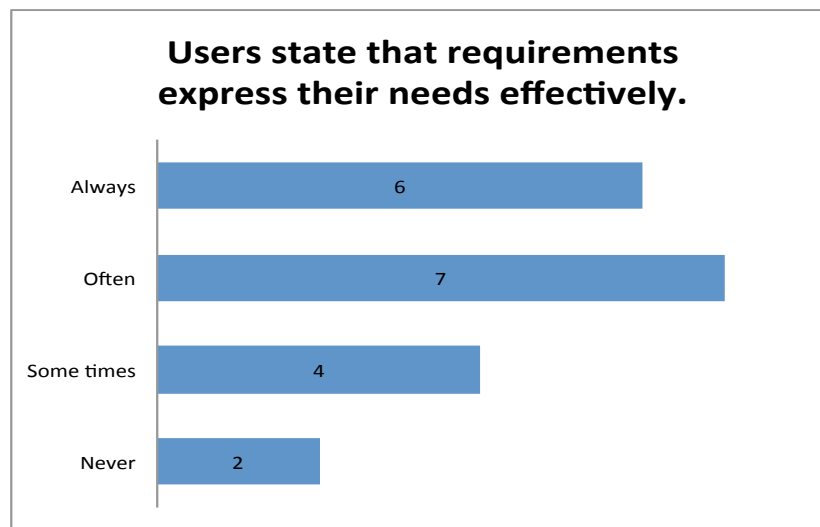 Users state that requirements
express their needs effectively.
Always
6
Often
7
Some times
4
Never
2